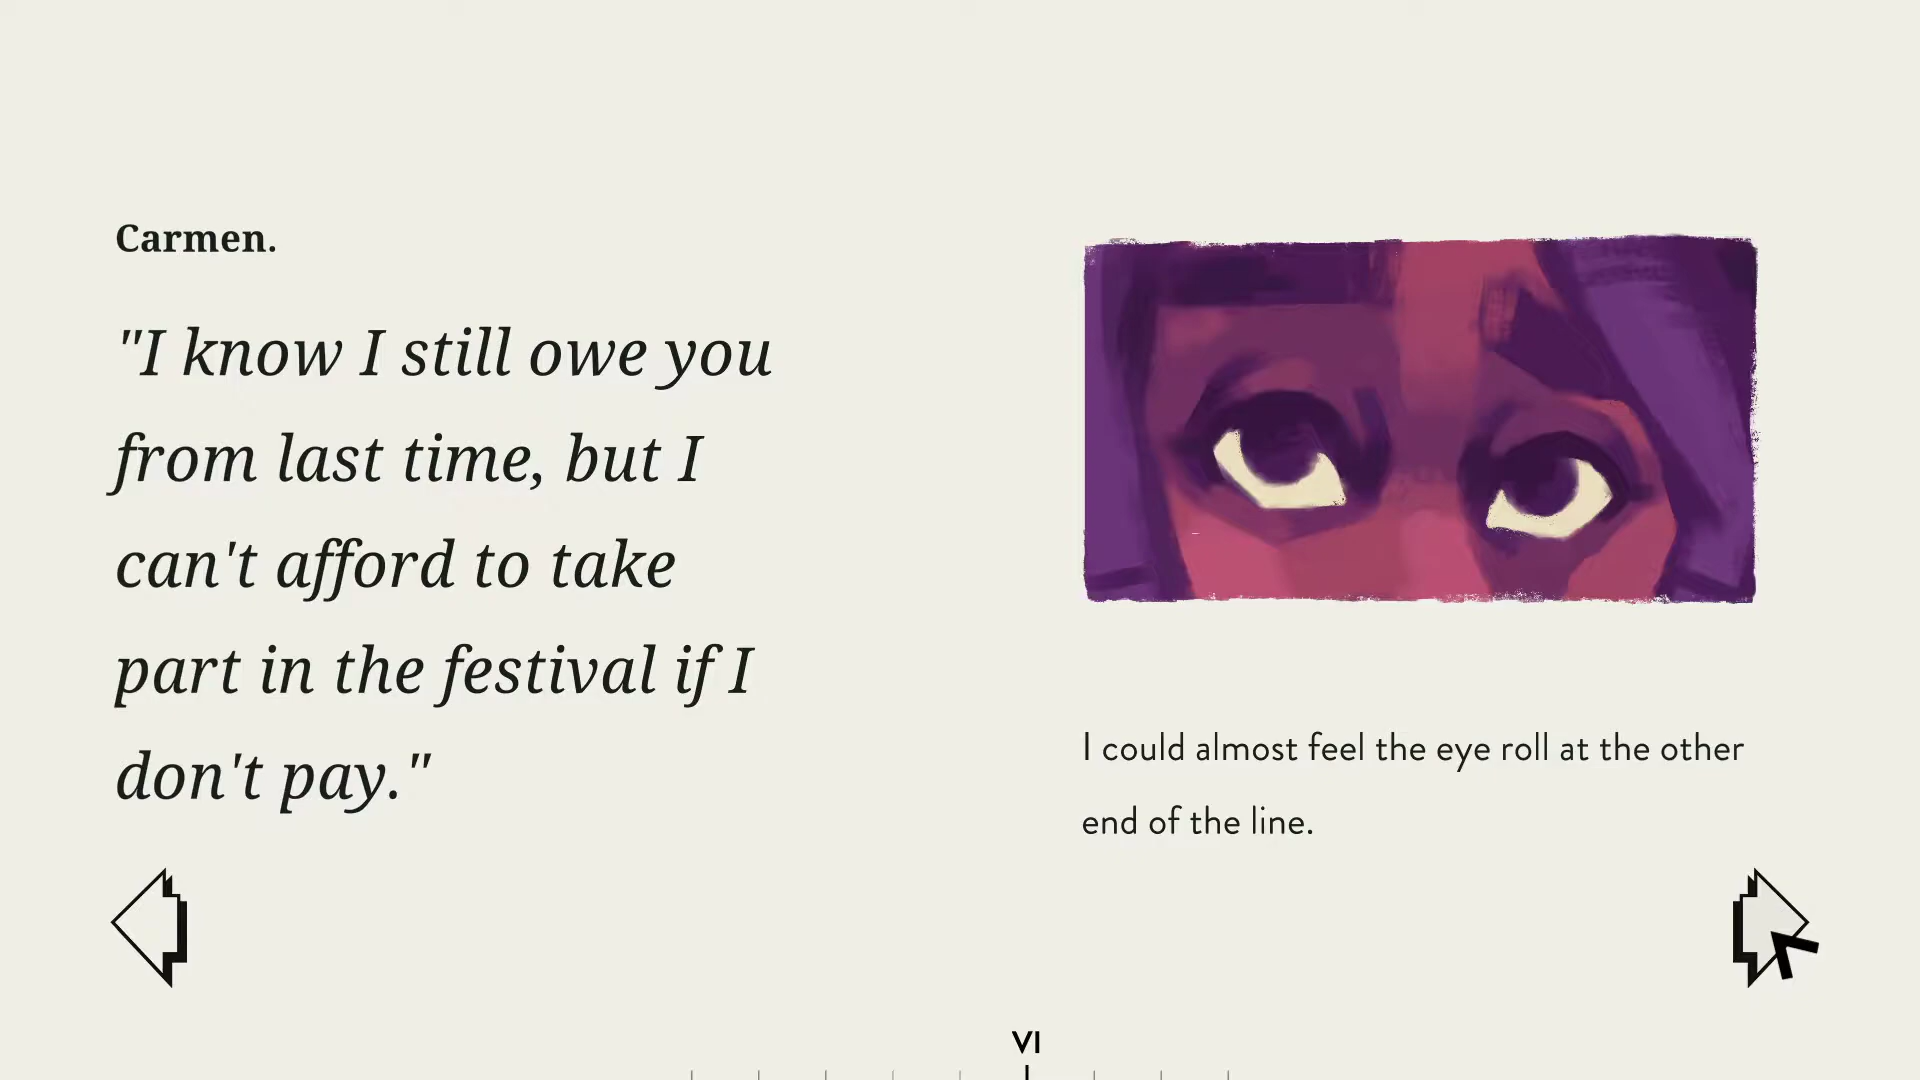 Carmen.
"I know I still owe you
from last time, but I
can't afford to take
part in the festival if I
don't pay."
I could almost feel the eye roll at the other
end of the line.
VI